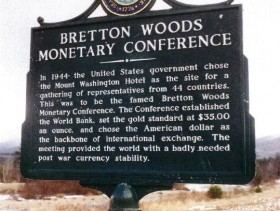 BRETTON WOODS
MONETARY CONFERENCE
In 1944 the United States government chose
the Mount Washington Hotel as the site for a
gathering of representatives from 44 countries.
This was to be the famed Bretton Woods
Monetary Conference. The Conference established
the World Bank, set the gold standard at $35.00
an ounce, and chose the American dollar as
the backbone of international exchange. The
meeting provided the world with a badly needed
post war currency stability.